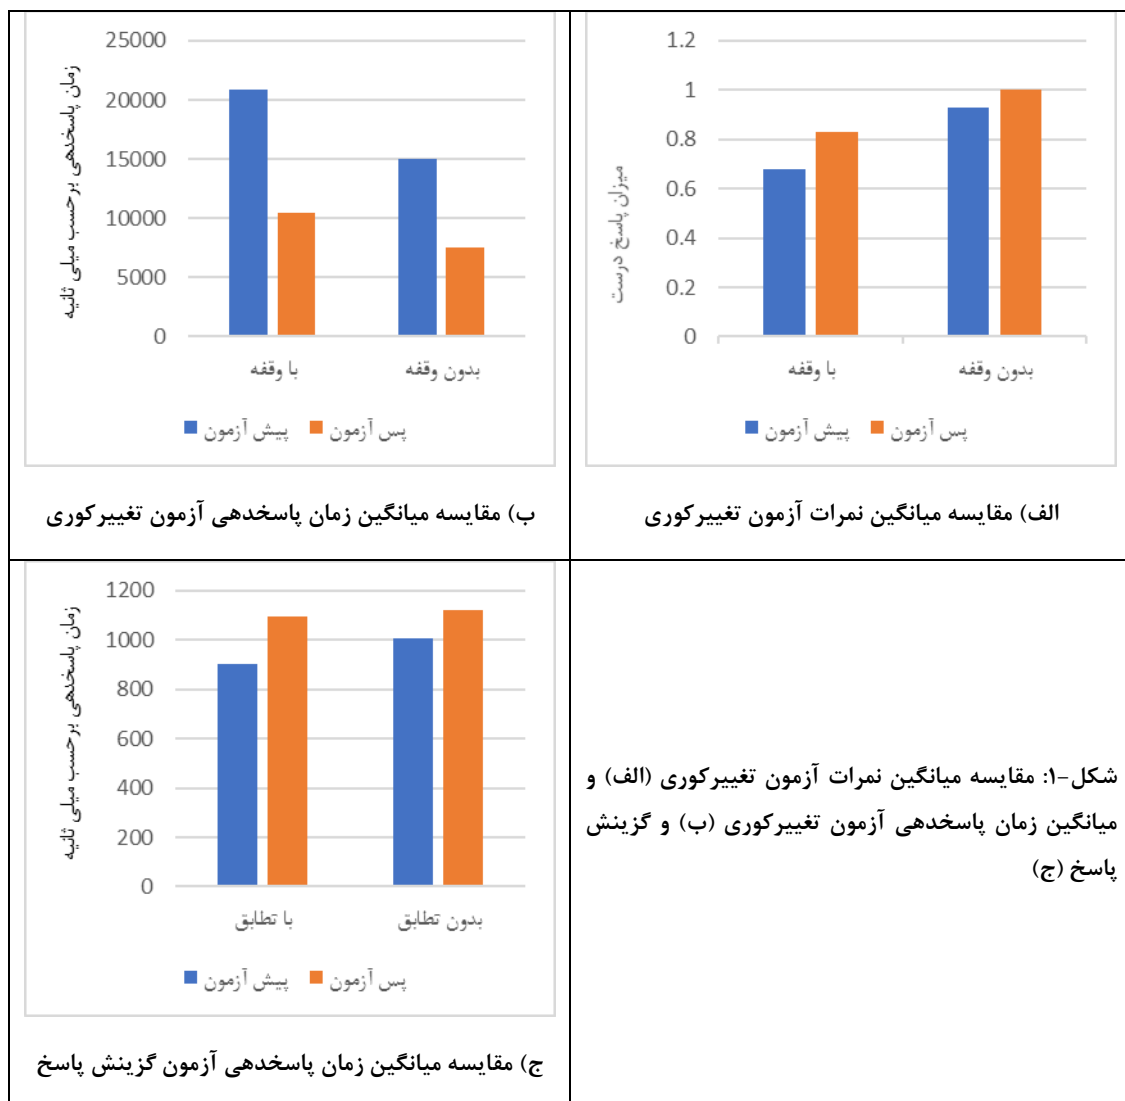 1.2
1
0.8
0.6
0.4
0.2
0
میزان پاسخ درست
با وقفه
بدون وقفه
پیش آزمون
پس آزمون
الف) مقایسه میانگین نمرات آزمون تغییرکوری
25000
20000
15000
10000
5000
0
زمان پاسخدهی برحسب میلی ثانیه
با وقفه
بدون وقفه
پیش آزمون
پس آزمون
ب) مقایسه میانگین زمان پاسخدهی آزمون تغییرکوری
شکل-۱: مقایسه میانگین نمرات آزمون تغییرکوری (الف) و
میانگین زمان پاسخدهی آزمون تغییرکوری (ب) و گزینش
پاسخ (ج)
1200
1000
800
600
400
200
0
زمان پاسخدهی برحسب میلی ثانیه
با تطابق
بدون تطابق
پیش آزمون
پس آزمون
ج) مقایسه میانگین زمان پاسخدهی آزمون گزینش پاسخ